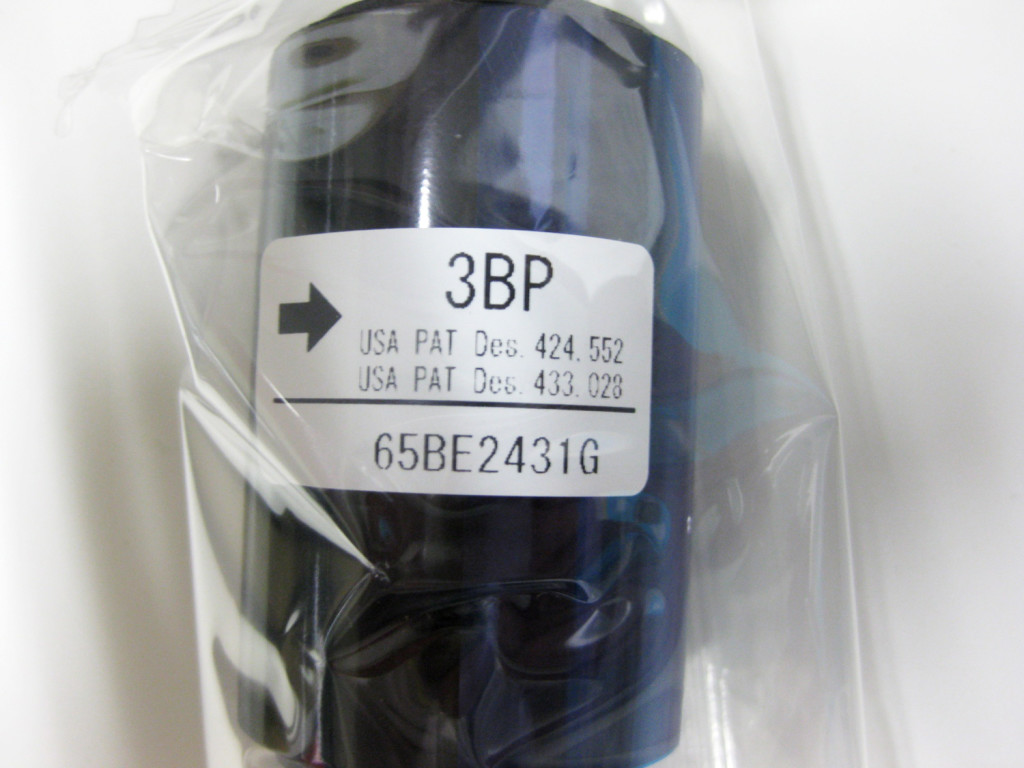 3BP
USA PAT Des. 424. 552
USA PAT Des. 433. 028
65BE2431G